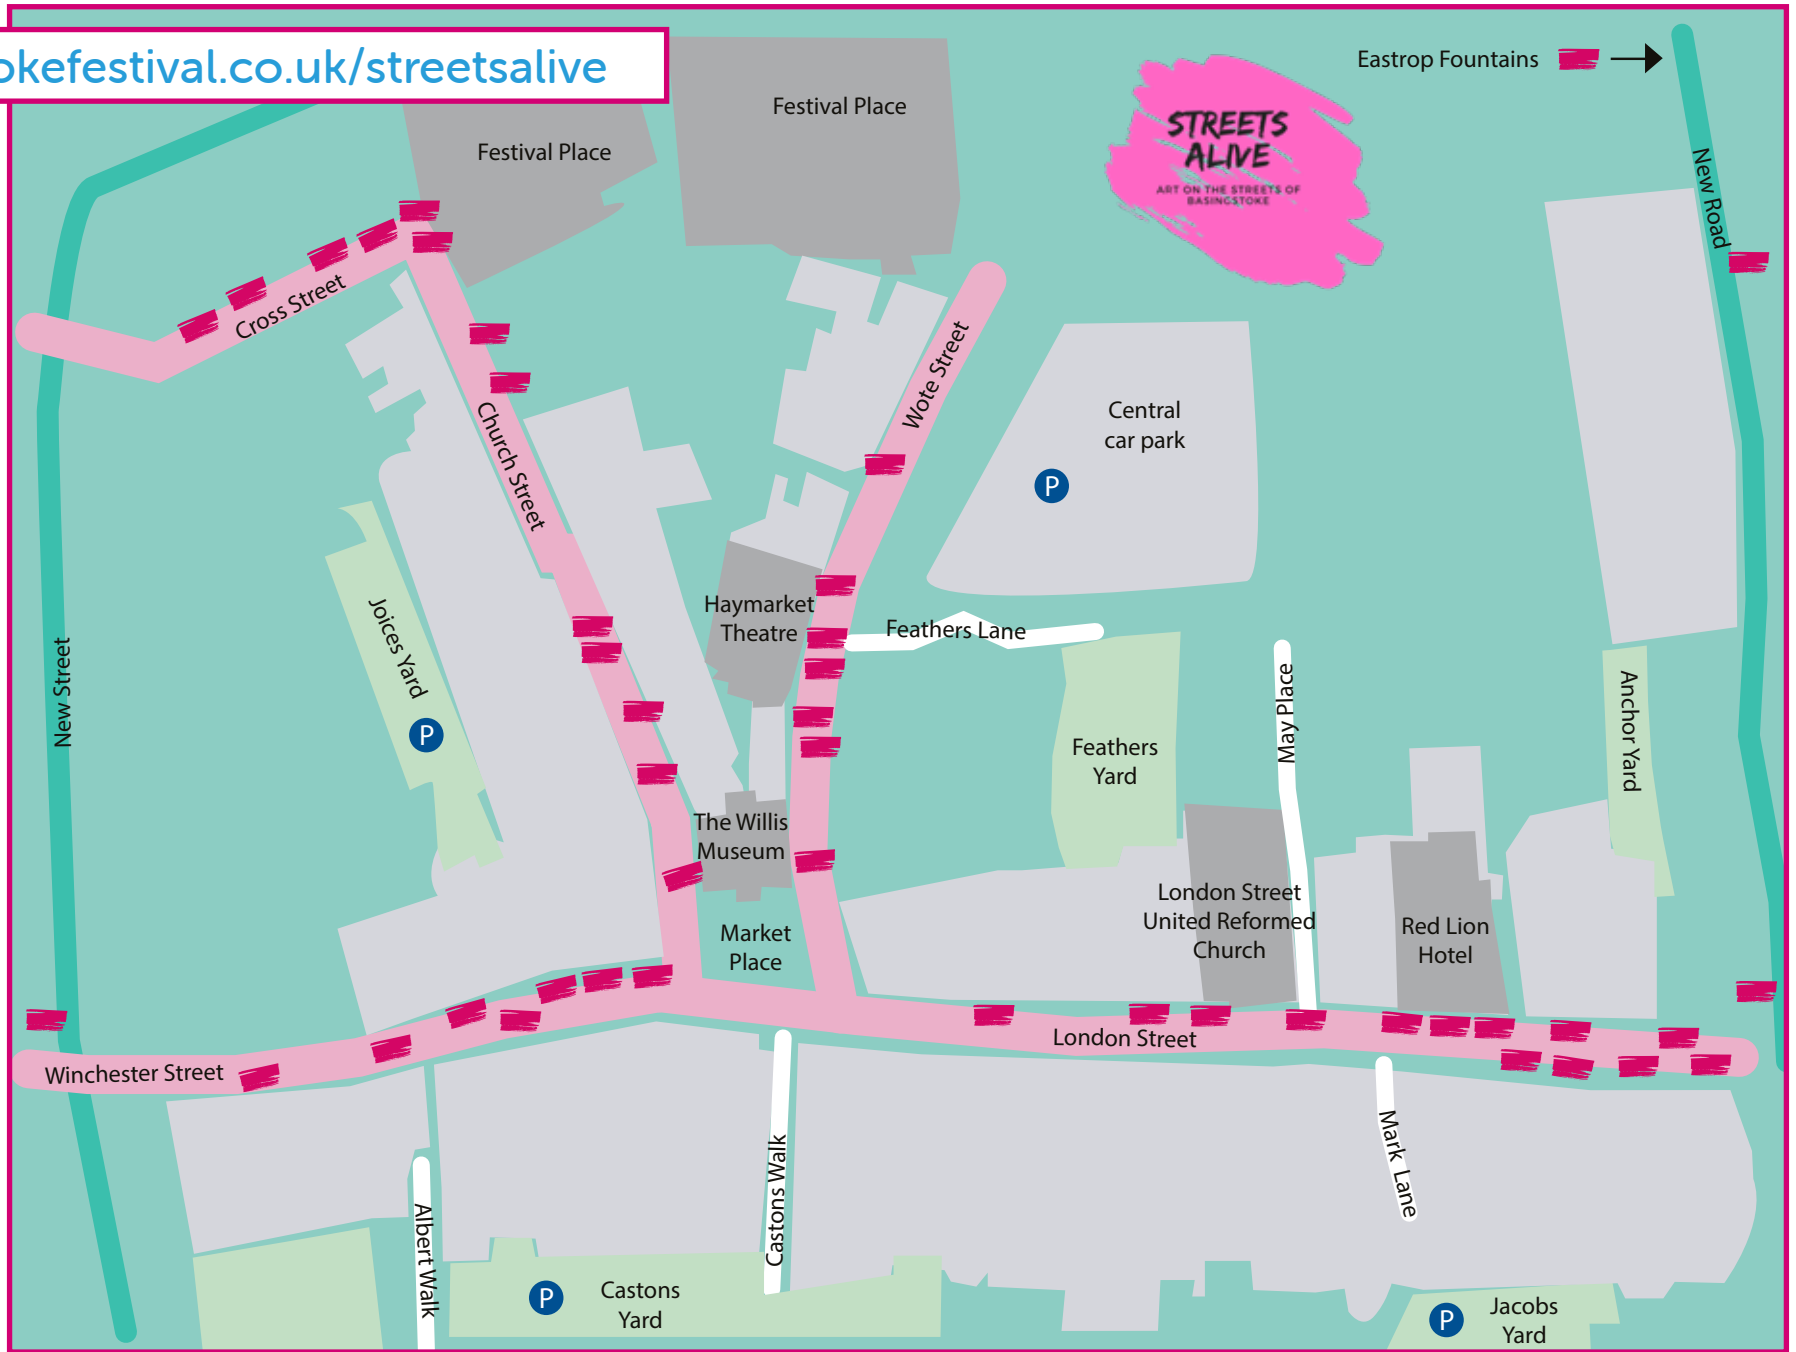 okefestival.co.uk/streetsalive
Eastrop Fountains
Festival Place
Festival Place
STREETS
ALIVE
ART ON THE STREETS OF
BASINGSTOKE
New Road
Cross Street
Wote Street
Church Street
Central
car park
P
Haymarket
Theatre
Feathers Lane
Joices Yard
P
New Street
May Place
Anchor Yard
Feathers
Yard
The Willis
Museum
London Street
United Reformed
Church
Red Lion
Hotel
Market
Place
London Street
Winchester Street
Mark Lane
Castons Walk
Albert Walk
P
Castons
Yard
P
Jacobs
Yard